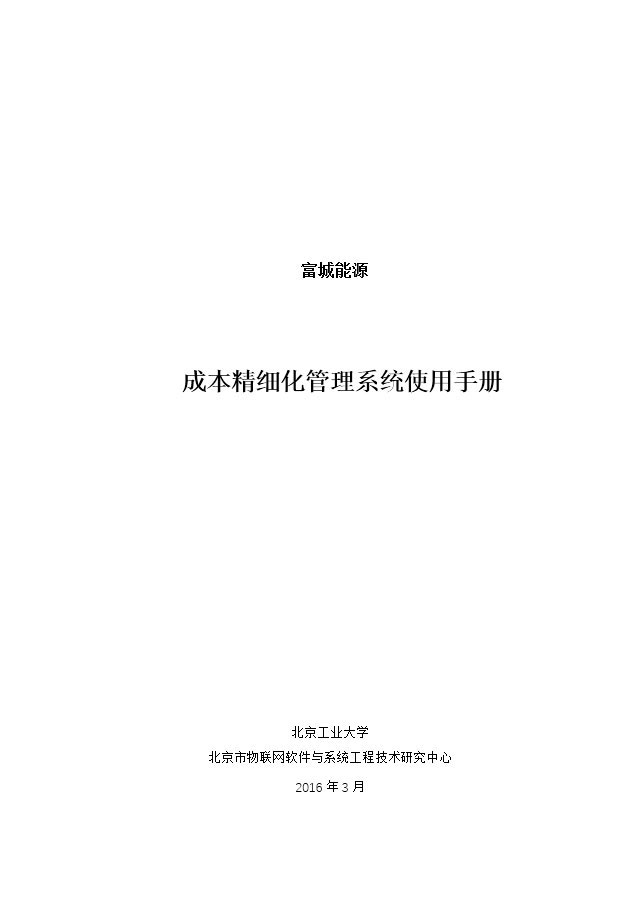 富城能源
成本精细化管理系统使用手册
北京工业大学
北京市物联网软件与系统工程技术研究中心
2016 年 3 月